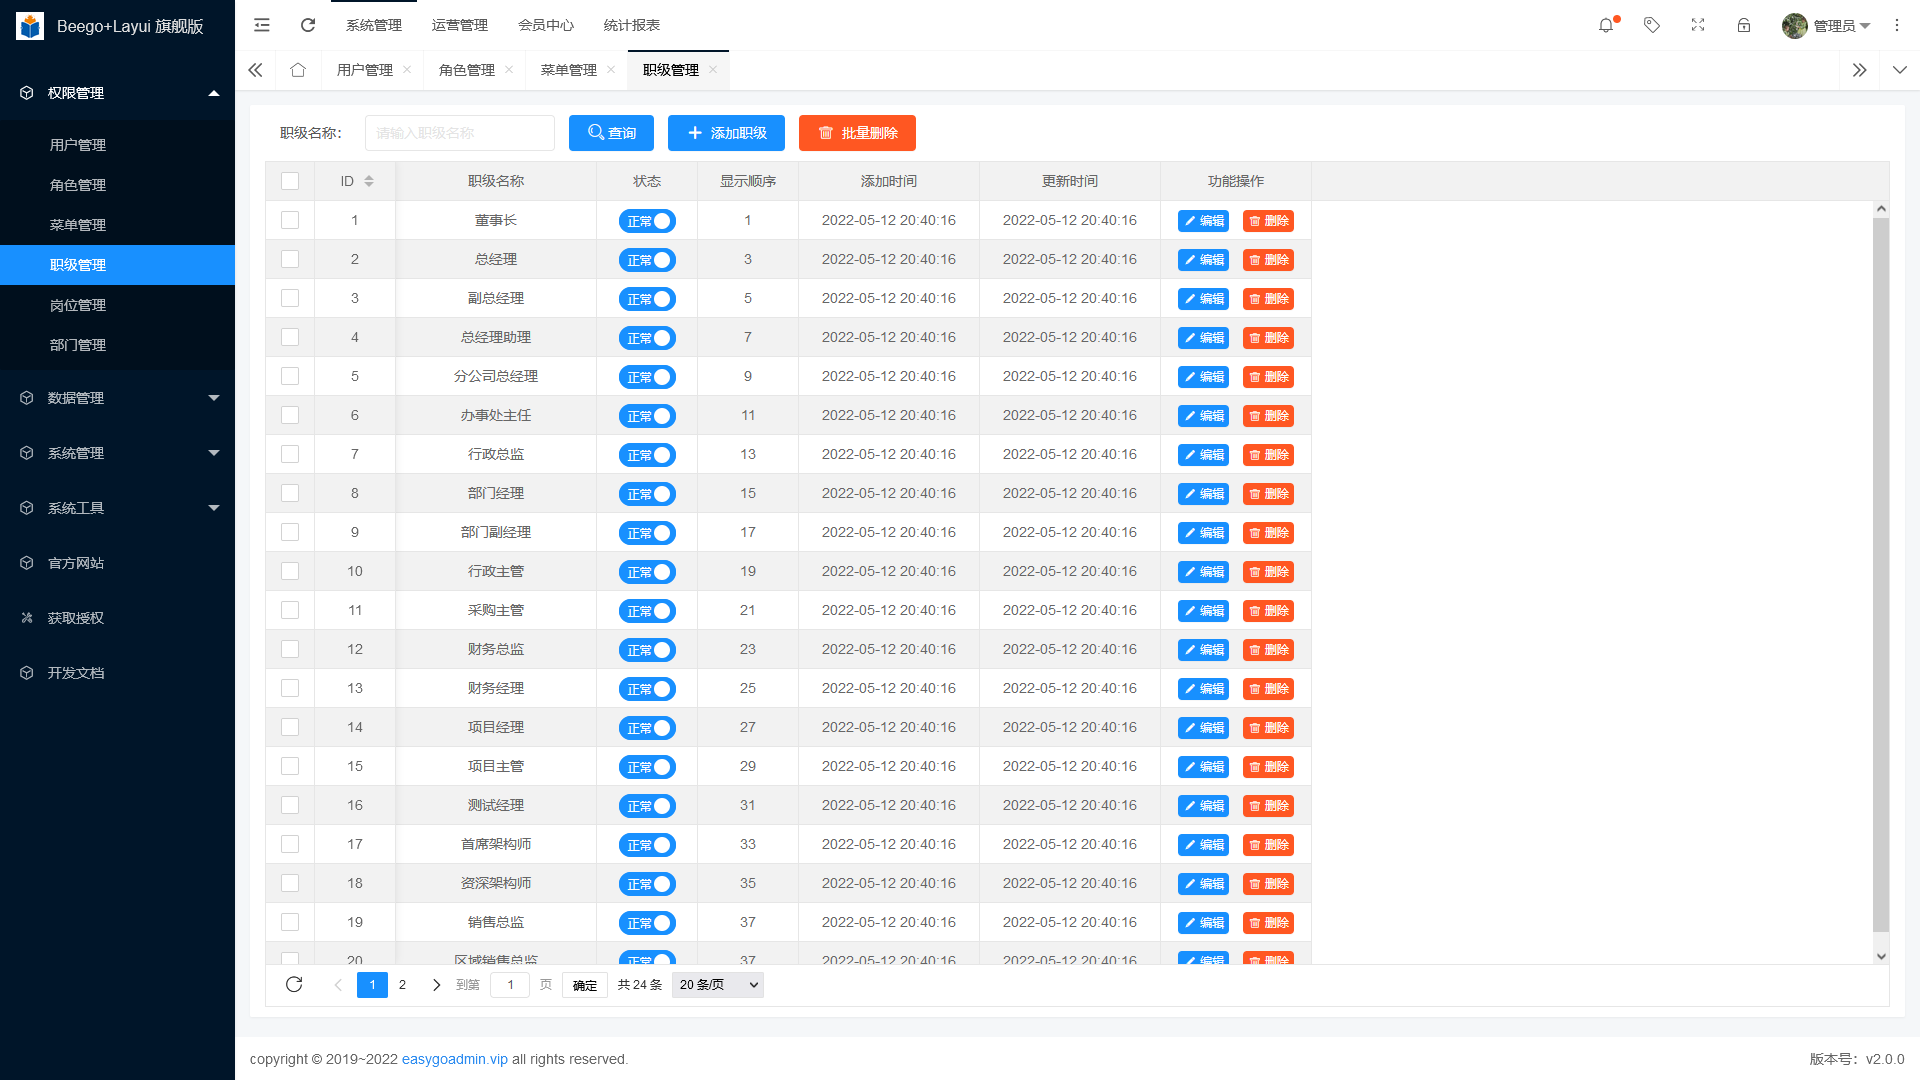 Beego+Layui 旗舰版
系统管理 运营管理 会员中心 统计报表 管理员
用户管理 角色管理 菜单管理 职级管理
权限管理
用户管理
角色管理
菜单管理
职级管理
岗位管理
部门管理
数据管理
系统管理
系统工具
官方网站
获取授权
开发文档
职级名称： 请输入职级名称 查询 添加职级 批量删除
ID 职级名称 状态 显示顺序 添加时间 更新时间 功能操作
1 董事长 正常 1 2022-05-12 20:40:16 2022-05-12 20:40:16 编辑 删除
2 总经理 正常 3 2022-05-12 20:40:16 2022-05-12 20:40:16 编辑 删除
3 副总经理 正常 5 2022-05-12 20:40:16 2022-05-12 20:40:16 编辑 删除
4 总经理助理 正常 7 2022-05-12 20:40:16 2022-05-12 20:40:16 编辑 删除
5 分公司总经理 正常 9 2022-05-12 20:40:16 2022-05-12 20:40:16 编辑 删除
6 办事处主任 正常 11 2022-05-12 20:40:16 2022-05-12 20:40:16 编辑 删除
7 行政总监 正常 13 2022-05-12 20:40:16 2022-05-12 20:40:16 编辑 删除
8 部门经理 正常 15 2022-05-12 20:40:16 2022-05-12 20:40:16 编辑 删除
9 部门副经理 正常 17 2022-05-12 20:40:16 2022-05-12 20:40:16 编辑 删除
10 行政主管 正常 19 2022-05-12 20:40:16 2022-05-12 20:40:16 编辑 删除
11 采购主管 正常 21 2022-05-12 20:40:16 2022-05-12 20:40:16 编辑 删除
12 财务总监 正常 23 2022-05-12 20:40:16 2022-05-12 20:40:16 编辑 删除
13 财务经理 正常 25 2022-05-12 20:40:16 2022-05-12 20:40:16 编辑 删除
14 项目经理 正常 27 2022-05-12 20:40:16 2022-05-12 20:40:16 编辑 删除
15 项目主管 正常 29 2022-05-12 20:40:16 2022-05-12 20:40:16 编辑 删除
16 测试经理 正常 31 2022-05-12 20:40:16 2022-05-12 20:40:16 编辑 删除
17 首席架构师 正常 33 2022-05-12 20:40:16 2022-05-12 20:40:16 编辑 删除
18 资深架构师 正常 35 2022-05-12 20:40:16 2022-05-12 20:40:16 编辑 删除
19 销售总监 正常 37 2022-05-12 20:40:16 2022-05-12 20:40:16 编辑 删除
20 区域销售总监 正常 37 2022-05-12 20:40:16 2022-05-12 20:40:16 编辑 删除
1 2 到第 1 页 确定 共 24 条 20 条/页
copyright © 2019~2022 easygoadmin.vip all rights reserved. 版本号：v2.0.0